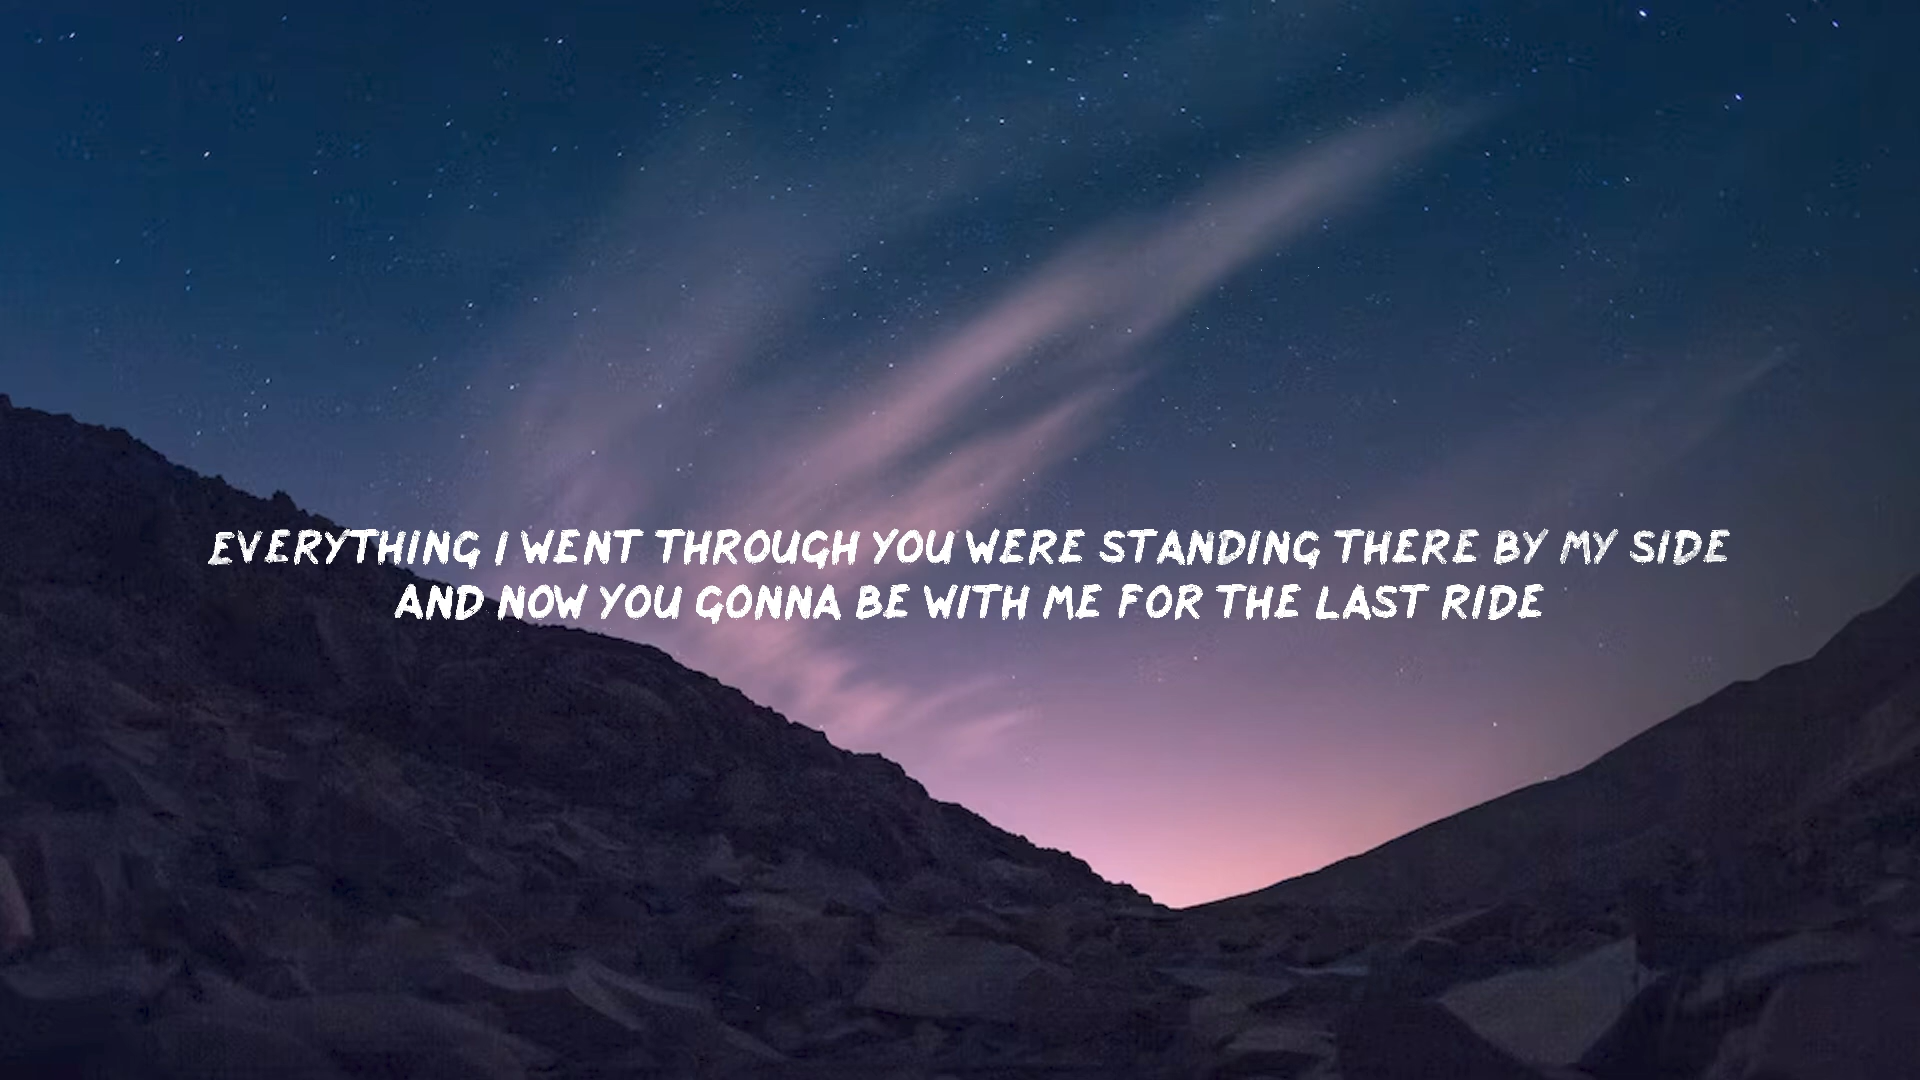 EVERYTHING I WENT THROUGH YOU WERE STANDING THERE BY MY SIDE
AND NOW YOU GONNA BE WITH ME FOR THE LAST RIDE